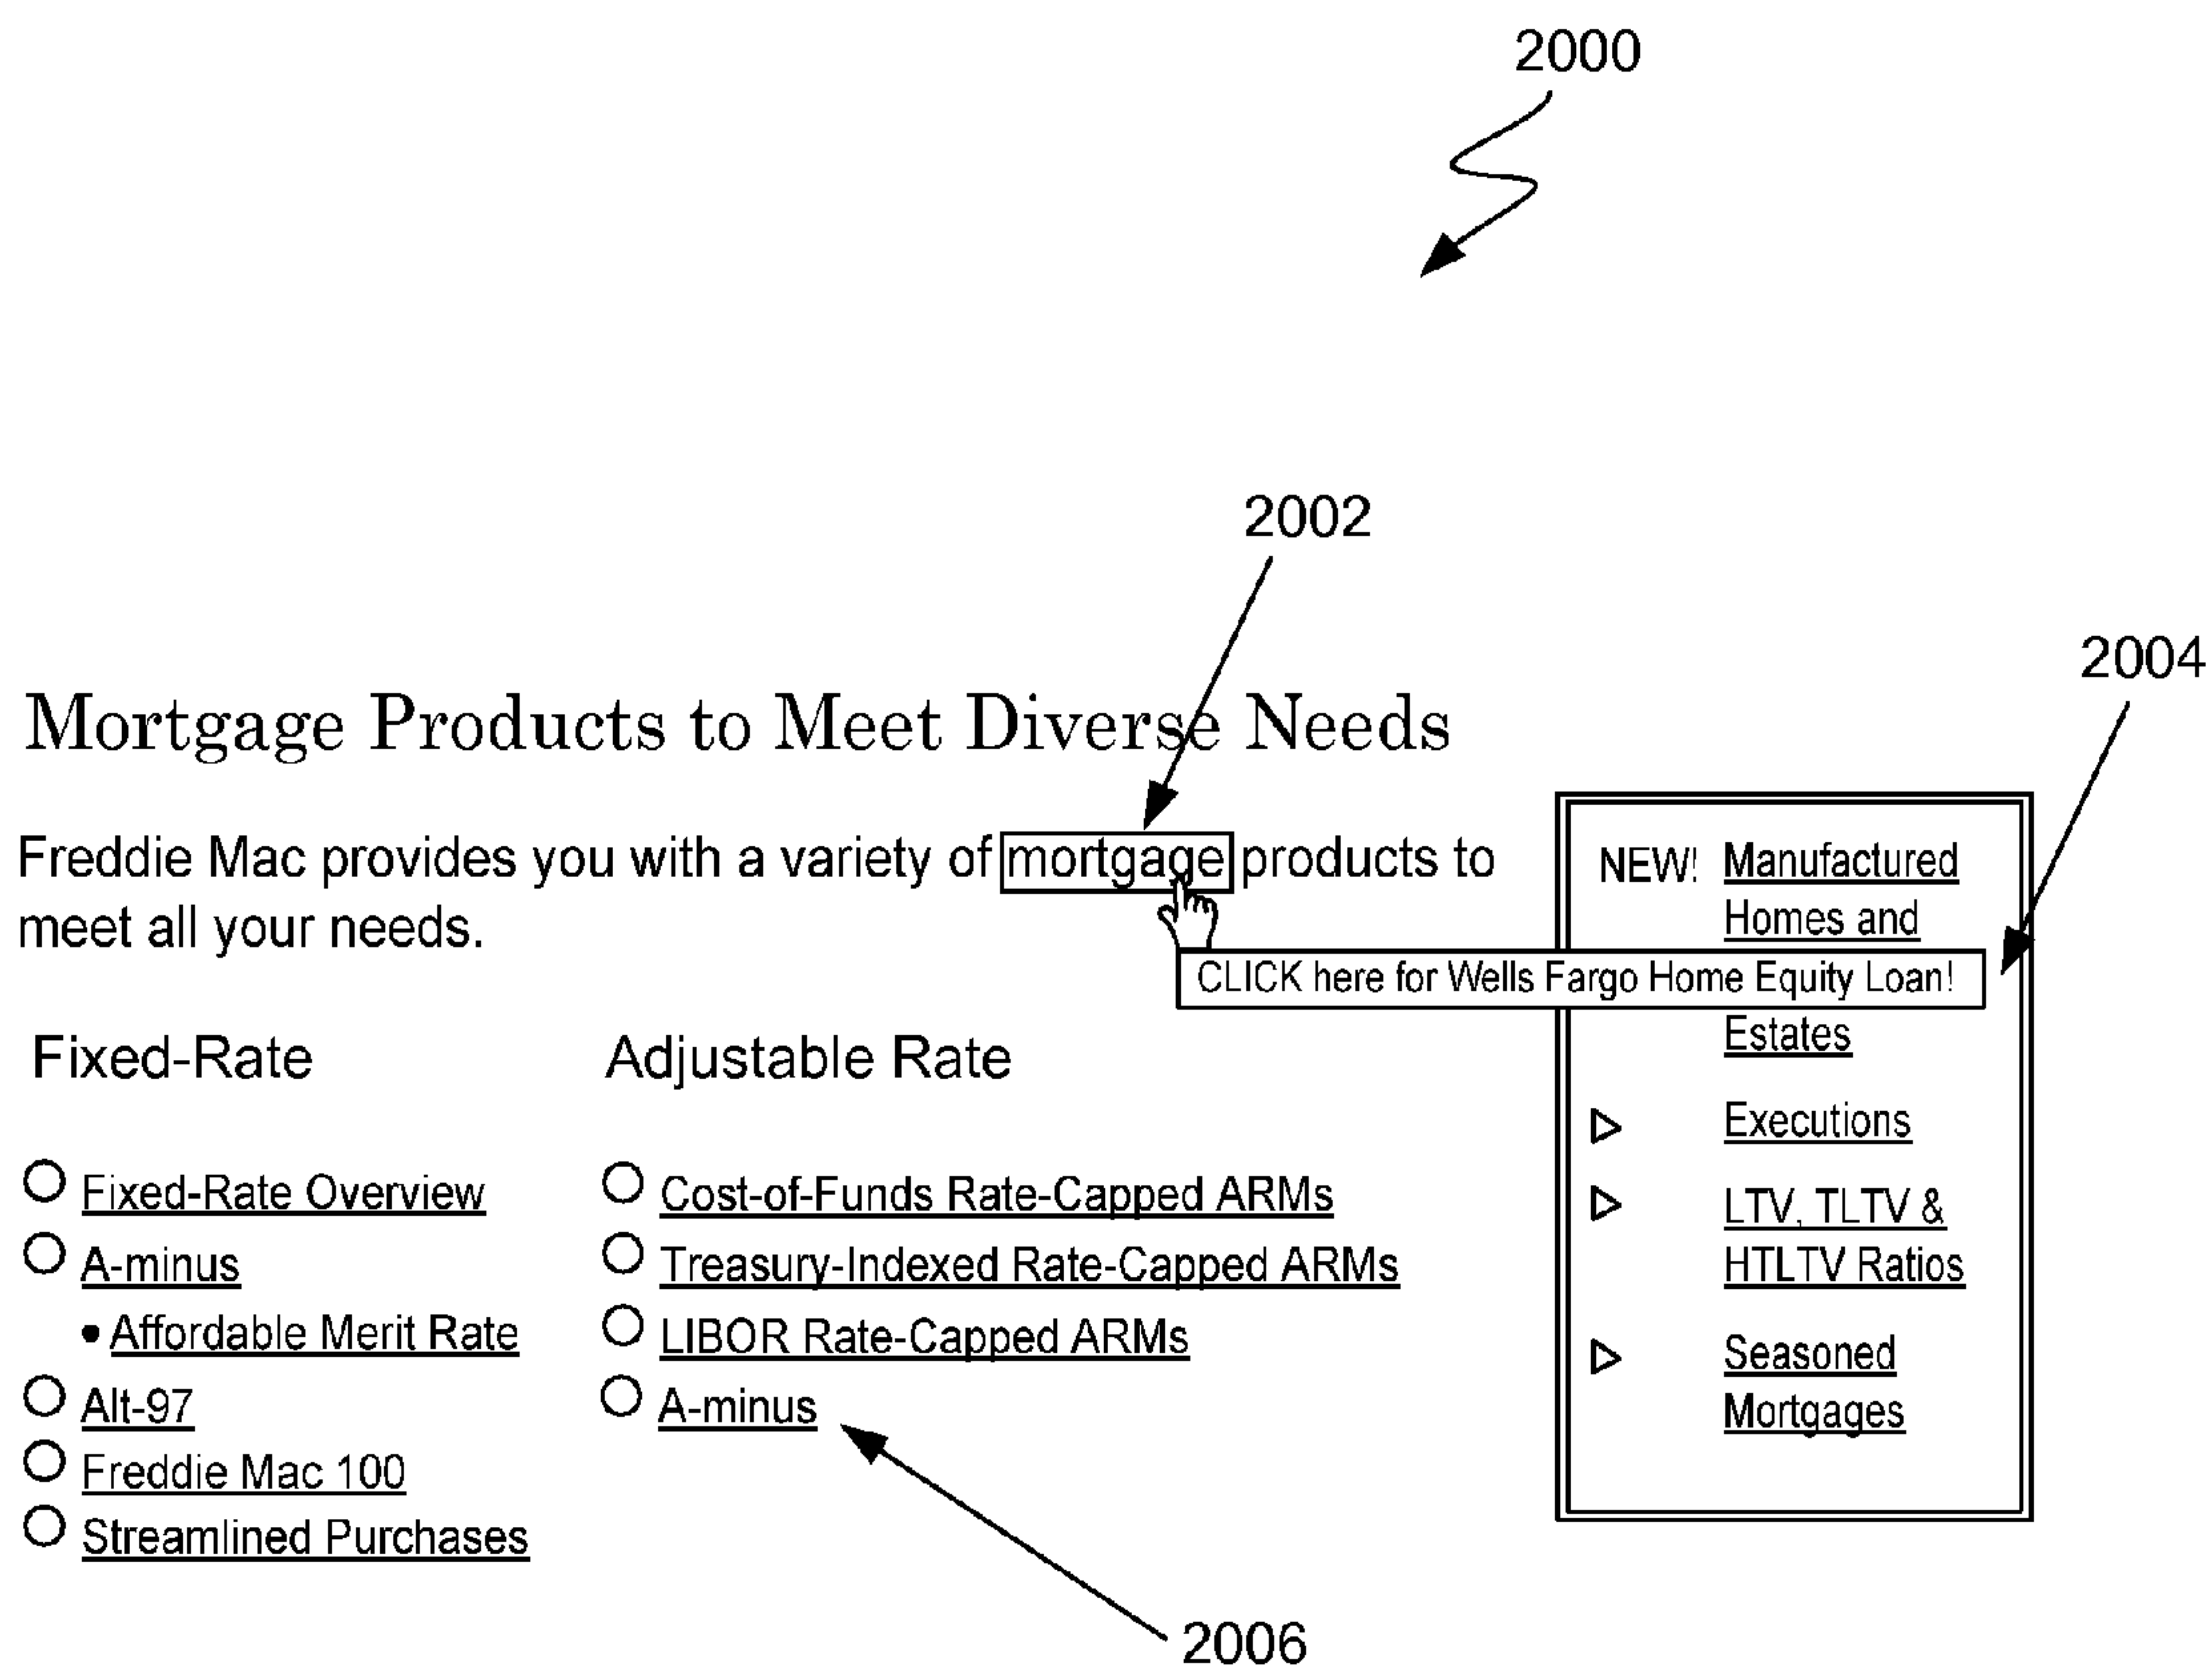 2000
2002
2004
Mortgage Products to Meet Diverse Needs
Freddie Mac provides you with a variety of mortgage products to
meet all your needs.
NEW! Manufactured
Homes and
CLICK here for Wells Fargo Home Equity Loan!
Estates
Executions
LTV, TLTV &
HTLTV Ratios
Seasoned
Mortgages
Fixed-Rate
Fixed-Rate Overview
A-minus
• Affordable Merit Rate
Alt-97
Freddie Mac 100
Streamlined Purchases
Adjustable Rate
Cost-of-Funds Rate-Capped ARMs
Treasury-Indexed Rate-Capped ARMs
LIBOR Rate-Capped ARMs
A-minus
2006